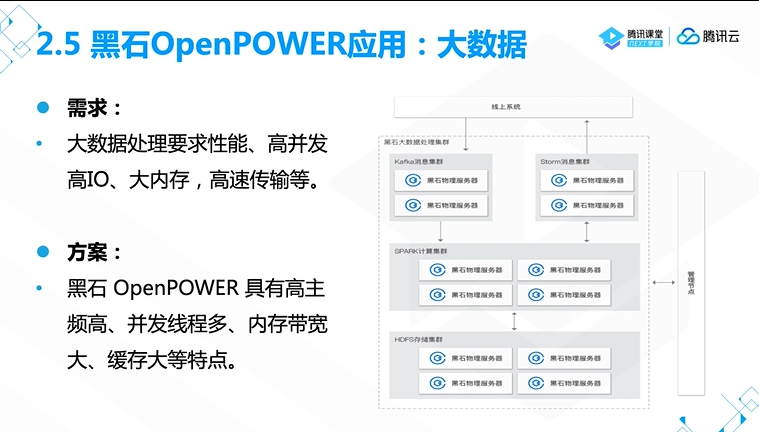 2.5 黑石OpenPOWER应用：大数据
腾讯课堂
NEXT学院
腾讯云
需求：
大数据处理要求性能、高并发
高IO、大内存，高速传输等。
方案：
黑石 OpenPOWER 具有高主
频高、并发线程多、内存带宽
大、缓存大等特点。
线上系统
黑石大数据处理集群
Kafka消息集群
黑石物理服务器
黑石物理服务器
Storm消息集群
黑石物理服务器
黑石物理服务器
SPARK计算集群
黑石物理服务器 黑石物理服务器
黑石物理服务器 黑石物理服务器
HDFS存储集群
黑石物理服务器 黑石物理服务器
黑石物理服务器 黑石物理服务器
管理节点